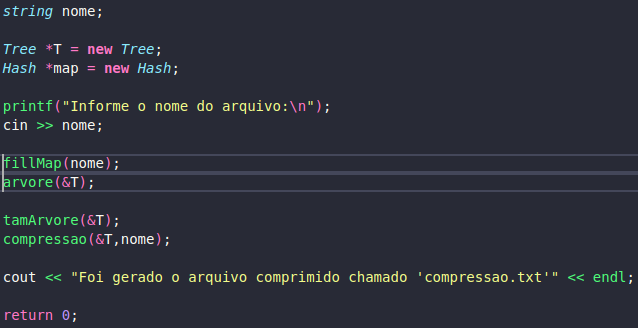 string nome;
Tree *T = new Tree;
Hash *map = new Hash;
printf("Informe o nome do arquivo:\n");
cin >> nome;
fillMap(nome);
arvore(&T);
tamArvore(&T);
compressao(&T,nome);
cout << "Foi gerado o arquivo comprimido chamado 'compressao.txt'" << endl;
return 0;